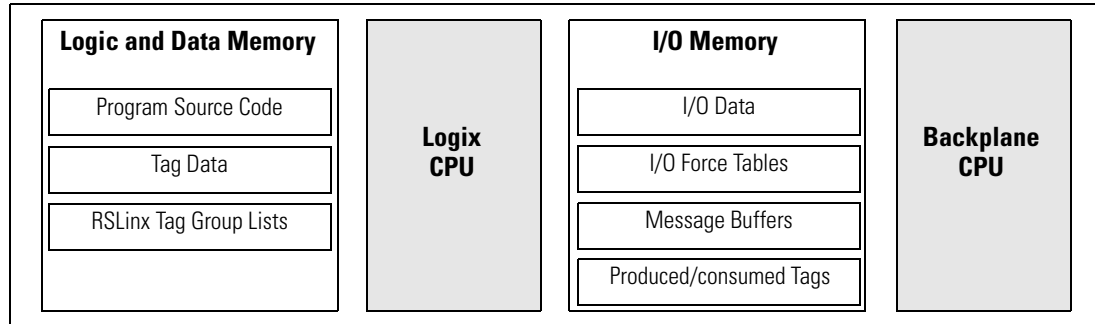 Logic and Data Memory
Program Source Code
Tag Data
RSLinx Tag Group Lists
Logix
CPU
I/O Memory
I/O Data
I/O Force Tables
Message Buffers
Produced/consumed Tags
Backplane
CPU